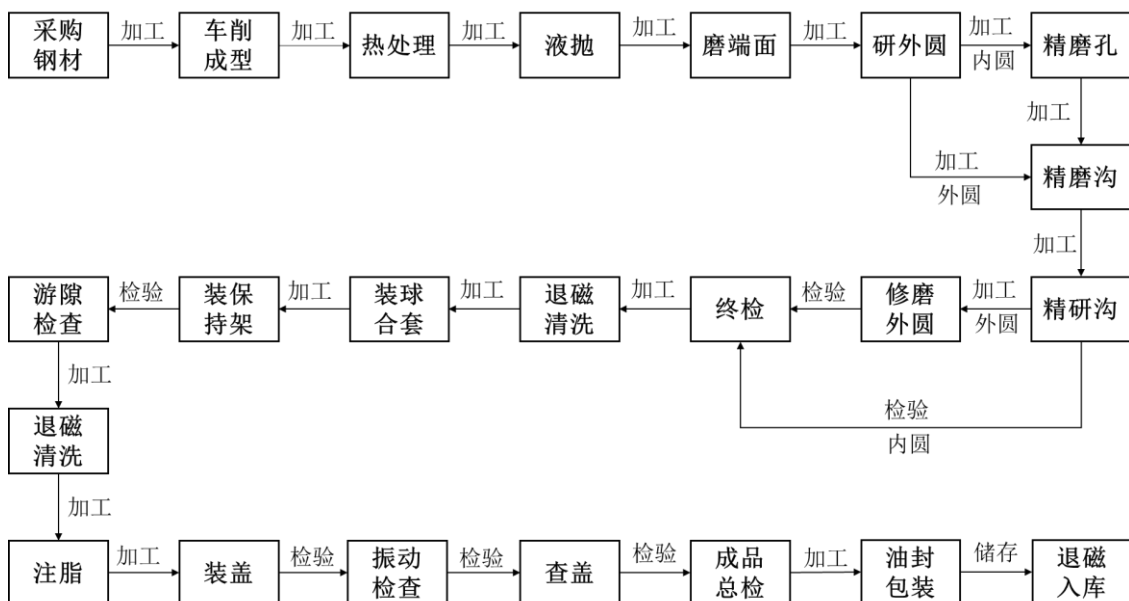 采购
钢材
加工
车削
成型
加工
热处理
加工
液抛
加工
磨端面
加工
研外圆
加工
内圆
精磨孔
加工
加工
外圆
精磨沟
加工
游隙
检查
检验
装保
持架
加工
装球
合套
加工
退磁
清洗
加工
终检
检验
修磨
外圆
加工
外圆
精研沟
加工
检验
内圆
退磁
清洗
加工
注脂
加工
装盖
检验
振动
检查
检验
查盖
检验
成品
总检
加工
油封
包装
储存
退磁
入库